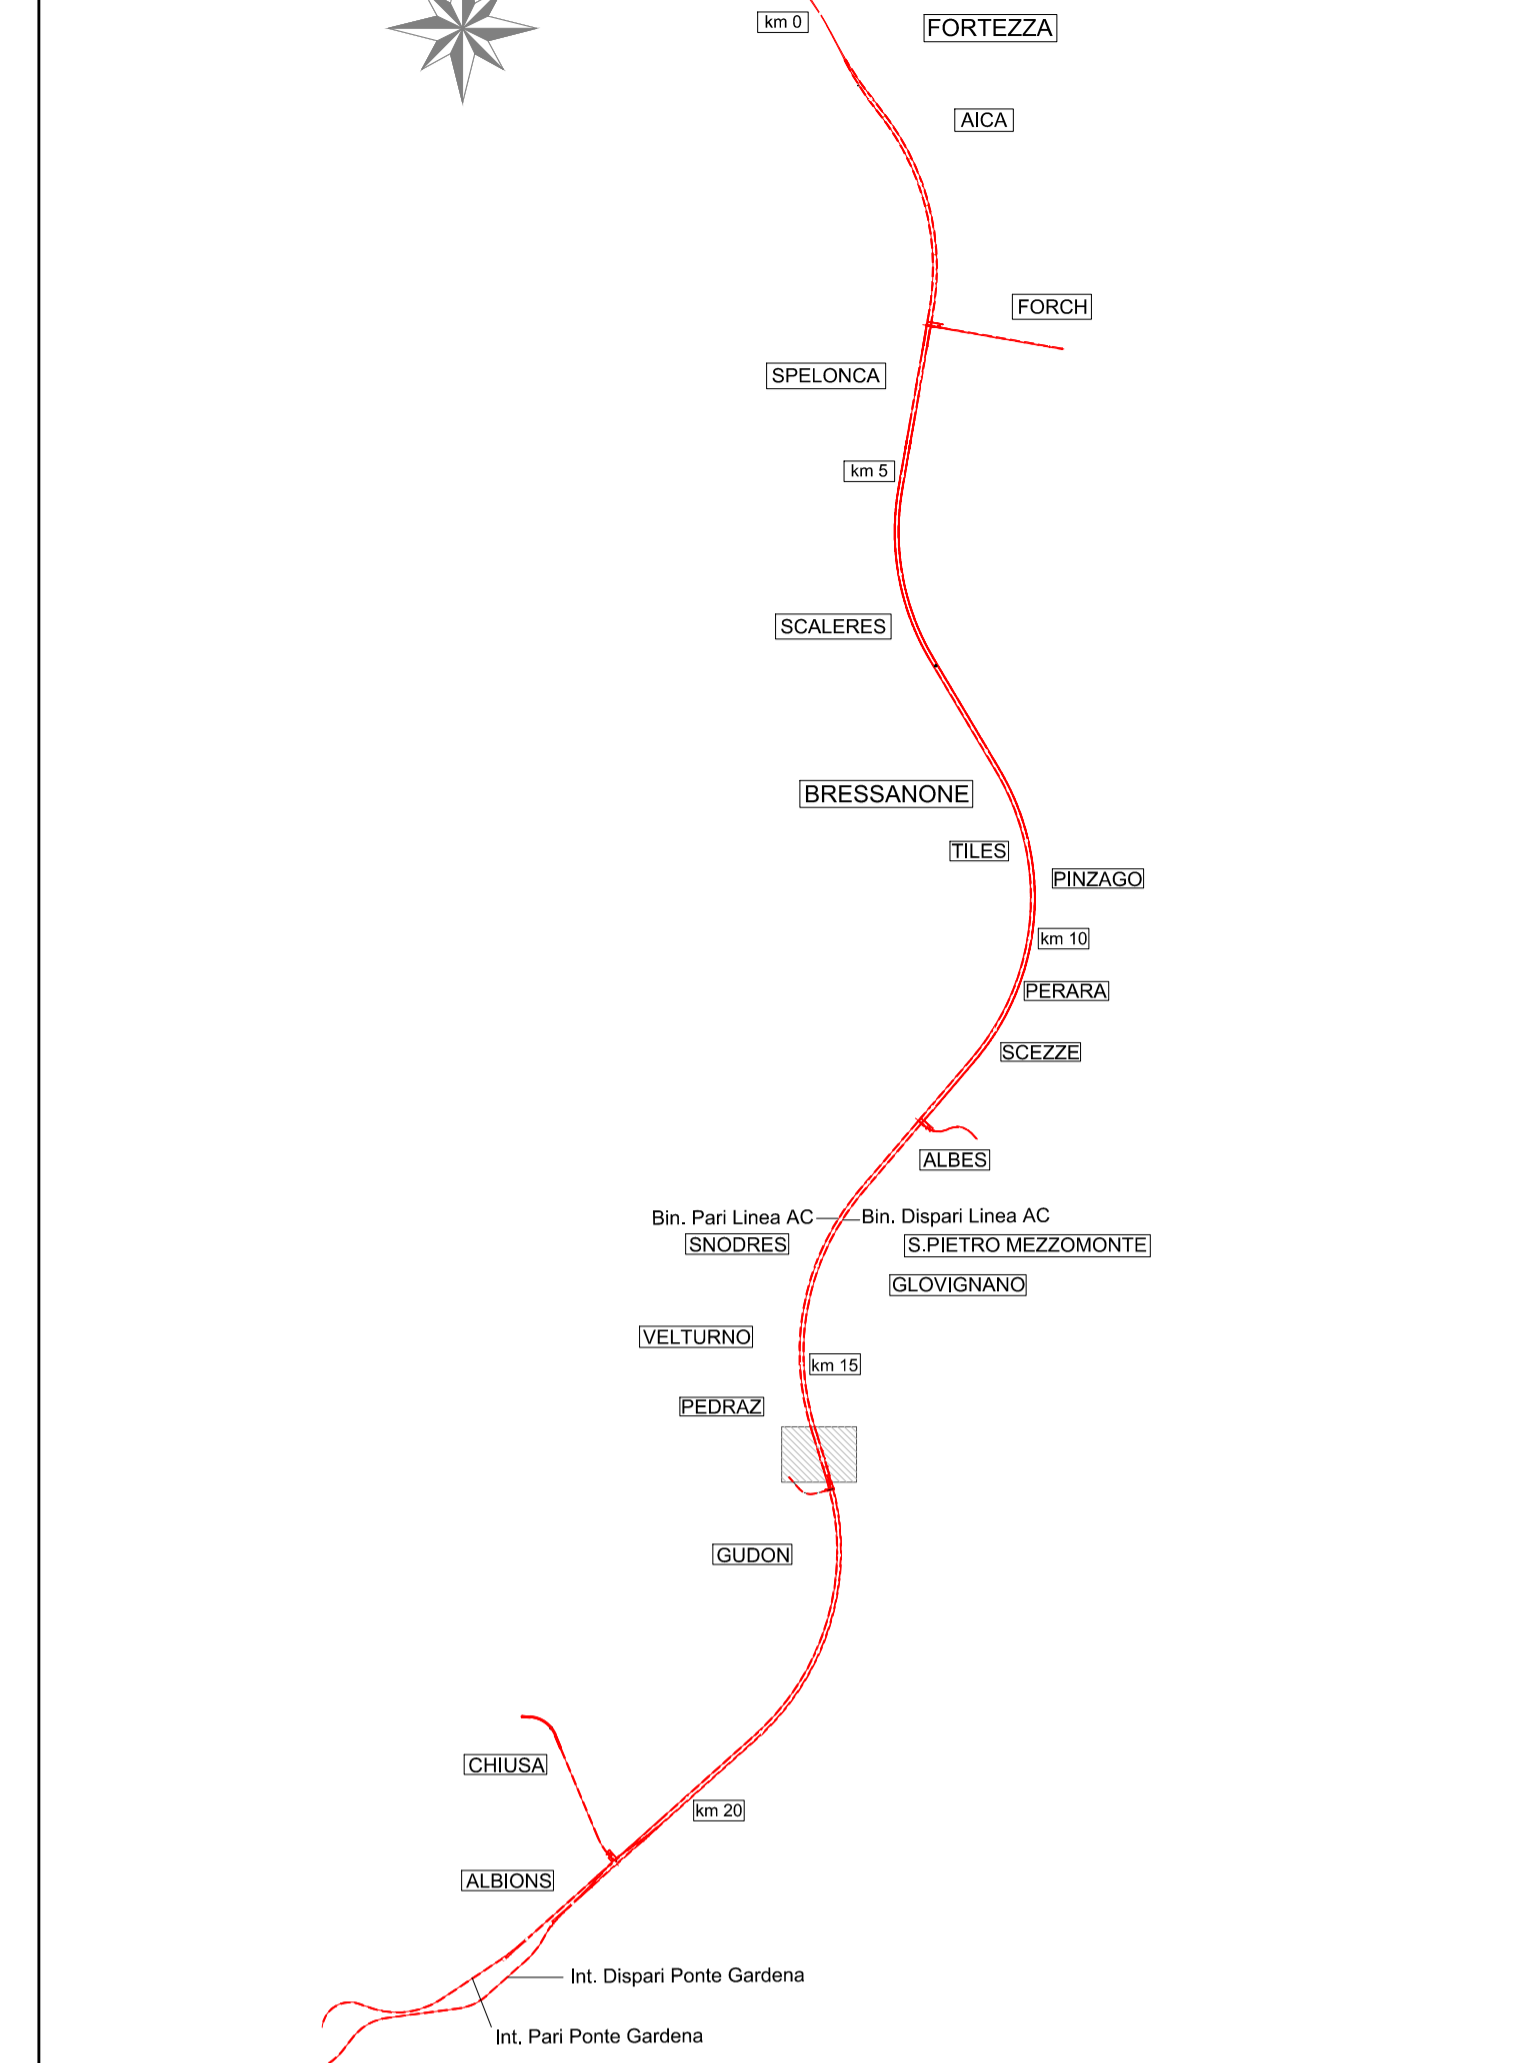 km 0
FORTEZZA
AICA
FORCH
SPELONCA
km 5
SCALERES
BRESSANONE
TILES
PINZAGO
km 10
PERARA
SCEZZE
ALBES
Bin. Pari Linea AC
Bin. Dispari Linea AC
SNODRES
S.PIETRO MEZZOMONTE
GLOVIGNANO
VELTURNO
km 15
PEDRAZ
GUDON
CHIUSA
km 20
ALBIONS
Int. Dispari Ponte Gardena
Int. Pari Ponte Gardena